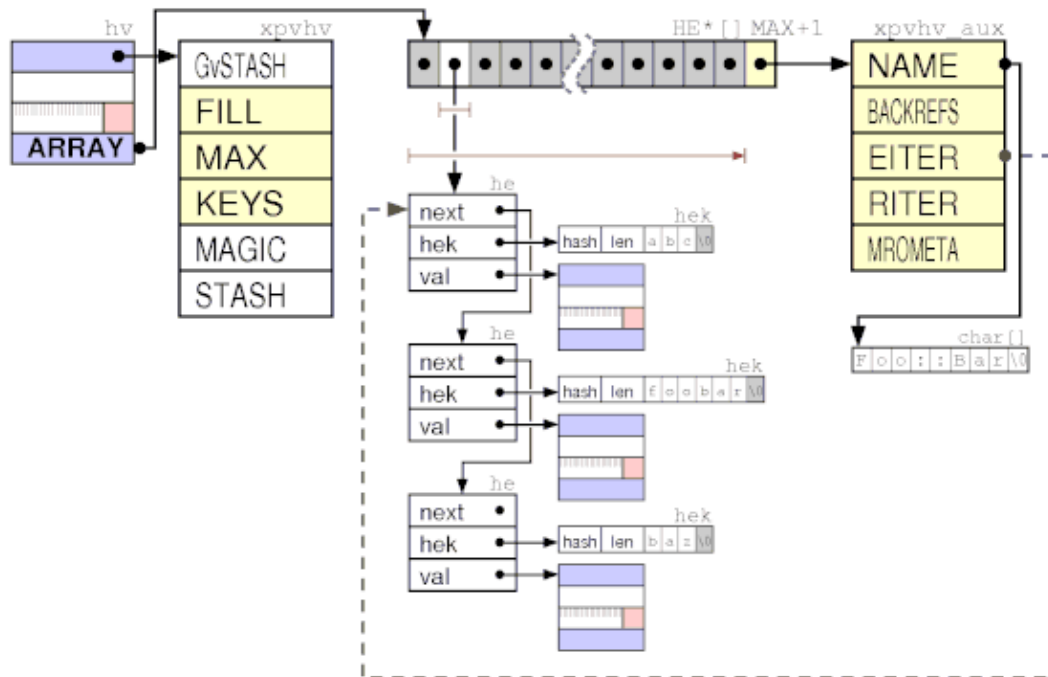 hv
xpvhv
HE*[] MAX+1
xpvhv_aux
GvSTASH
FILL
MAX
KEYS
MAGIC
STASH
ARRAY
NAME
BACKREFS
EITER
RITER
MROMETA
he
next
hek
val
hek
hash len a b c \0
he
next
hek
val
hek
hash len f o o b a r \0
char[]
F o o : : B a r \0
he
next
hek
val
hek
hash len b a z \0